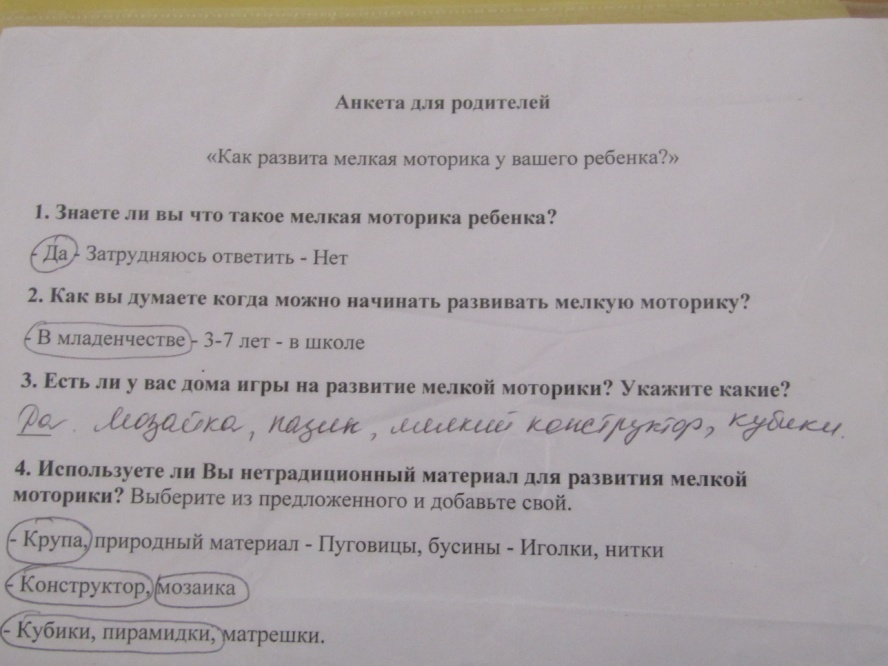 Анкета для родителей
«Как развита мелкая моторика у вашего ребенка?»
1. Знаете ли вы что такое мелкая моторика ребенка?
- Да - Затрудняюсь ответить - Нет
2. Как вы думаете когда можно начинать развивать мелкую моторику?
- В младенчестве - 3-7 лет - в школе
3. Есть ли у вас дома игры на развитие мелкой моторики? Укажите какие?
Да. Мозайка, пазлы, мелкий конструктор, кубики.
4. Используете ли Вы нетрадиционный материал для развития мелкой
моторики? Выберите из предложенного и добавьте свой.
- Крупа, природный материал - Пуговицы, бусины - Иголки, нитки
- Конструктор, мозаика
- Кубики, пирамидки, матрешки.